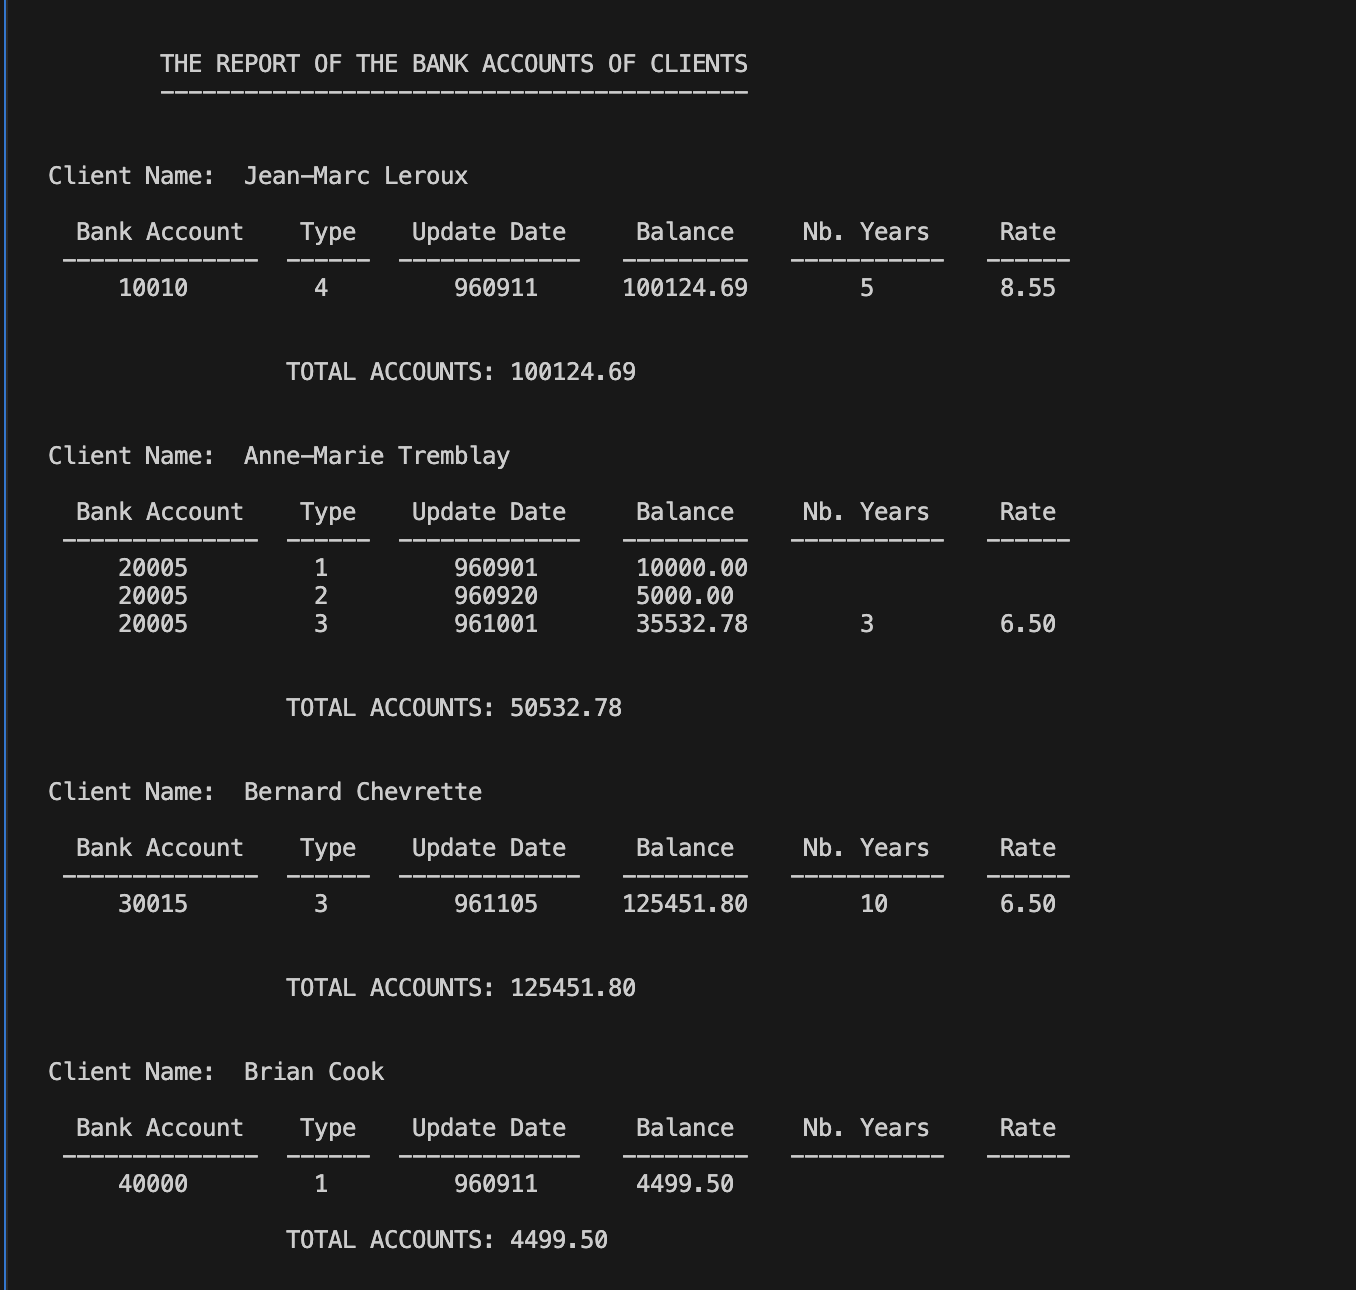 THE REPORT OF THE BANK ACCOUNTS OF CLIENTS
------------------------------------------
Client Name:  Jean-Marc Leroux
Bank Account    Type    Update Date     Balance     Nb. Years     Rate
--------------  ------  -------------   ---------   -----------   ------
10010         4         960911      100124.69        5         8.55
TOTAL ACCOUNTS: 100124.69
Client Name:  Anne-Marie Tremblay
Bank Account    Type    Update Date     Balance     Nb. Years     Rate
--------------  ------  -------------   ---------   -----------   ------
20005         1         960901       10000.00
20005         2         960920       5000.00
20005         3         961001       35532.78        3         6.50
TOTAL ACCOUNTS: 50532.78
Client Name:  Bernard Chevrette
Bank Account    Type    Update Date     Balance     Nb. Years     Rate
--------------  ------  -------------   ---------   -----------   ------
30015         3         961105      125451.80        10        6.50
TOTAL ACCOUNTS: 125451.80
Client Name:  Brian Cook
Bank Account    Type    Update Date     Balance     Nb. Years     Rate
--------------  ------  -------------   ---------   -----------   ------
40000         1         960911       4499.50
TOTAL ACCOUNTS: 4499.50